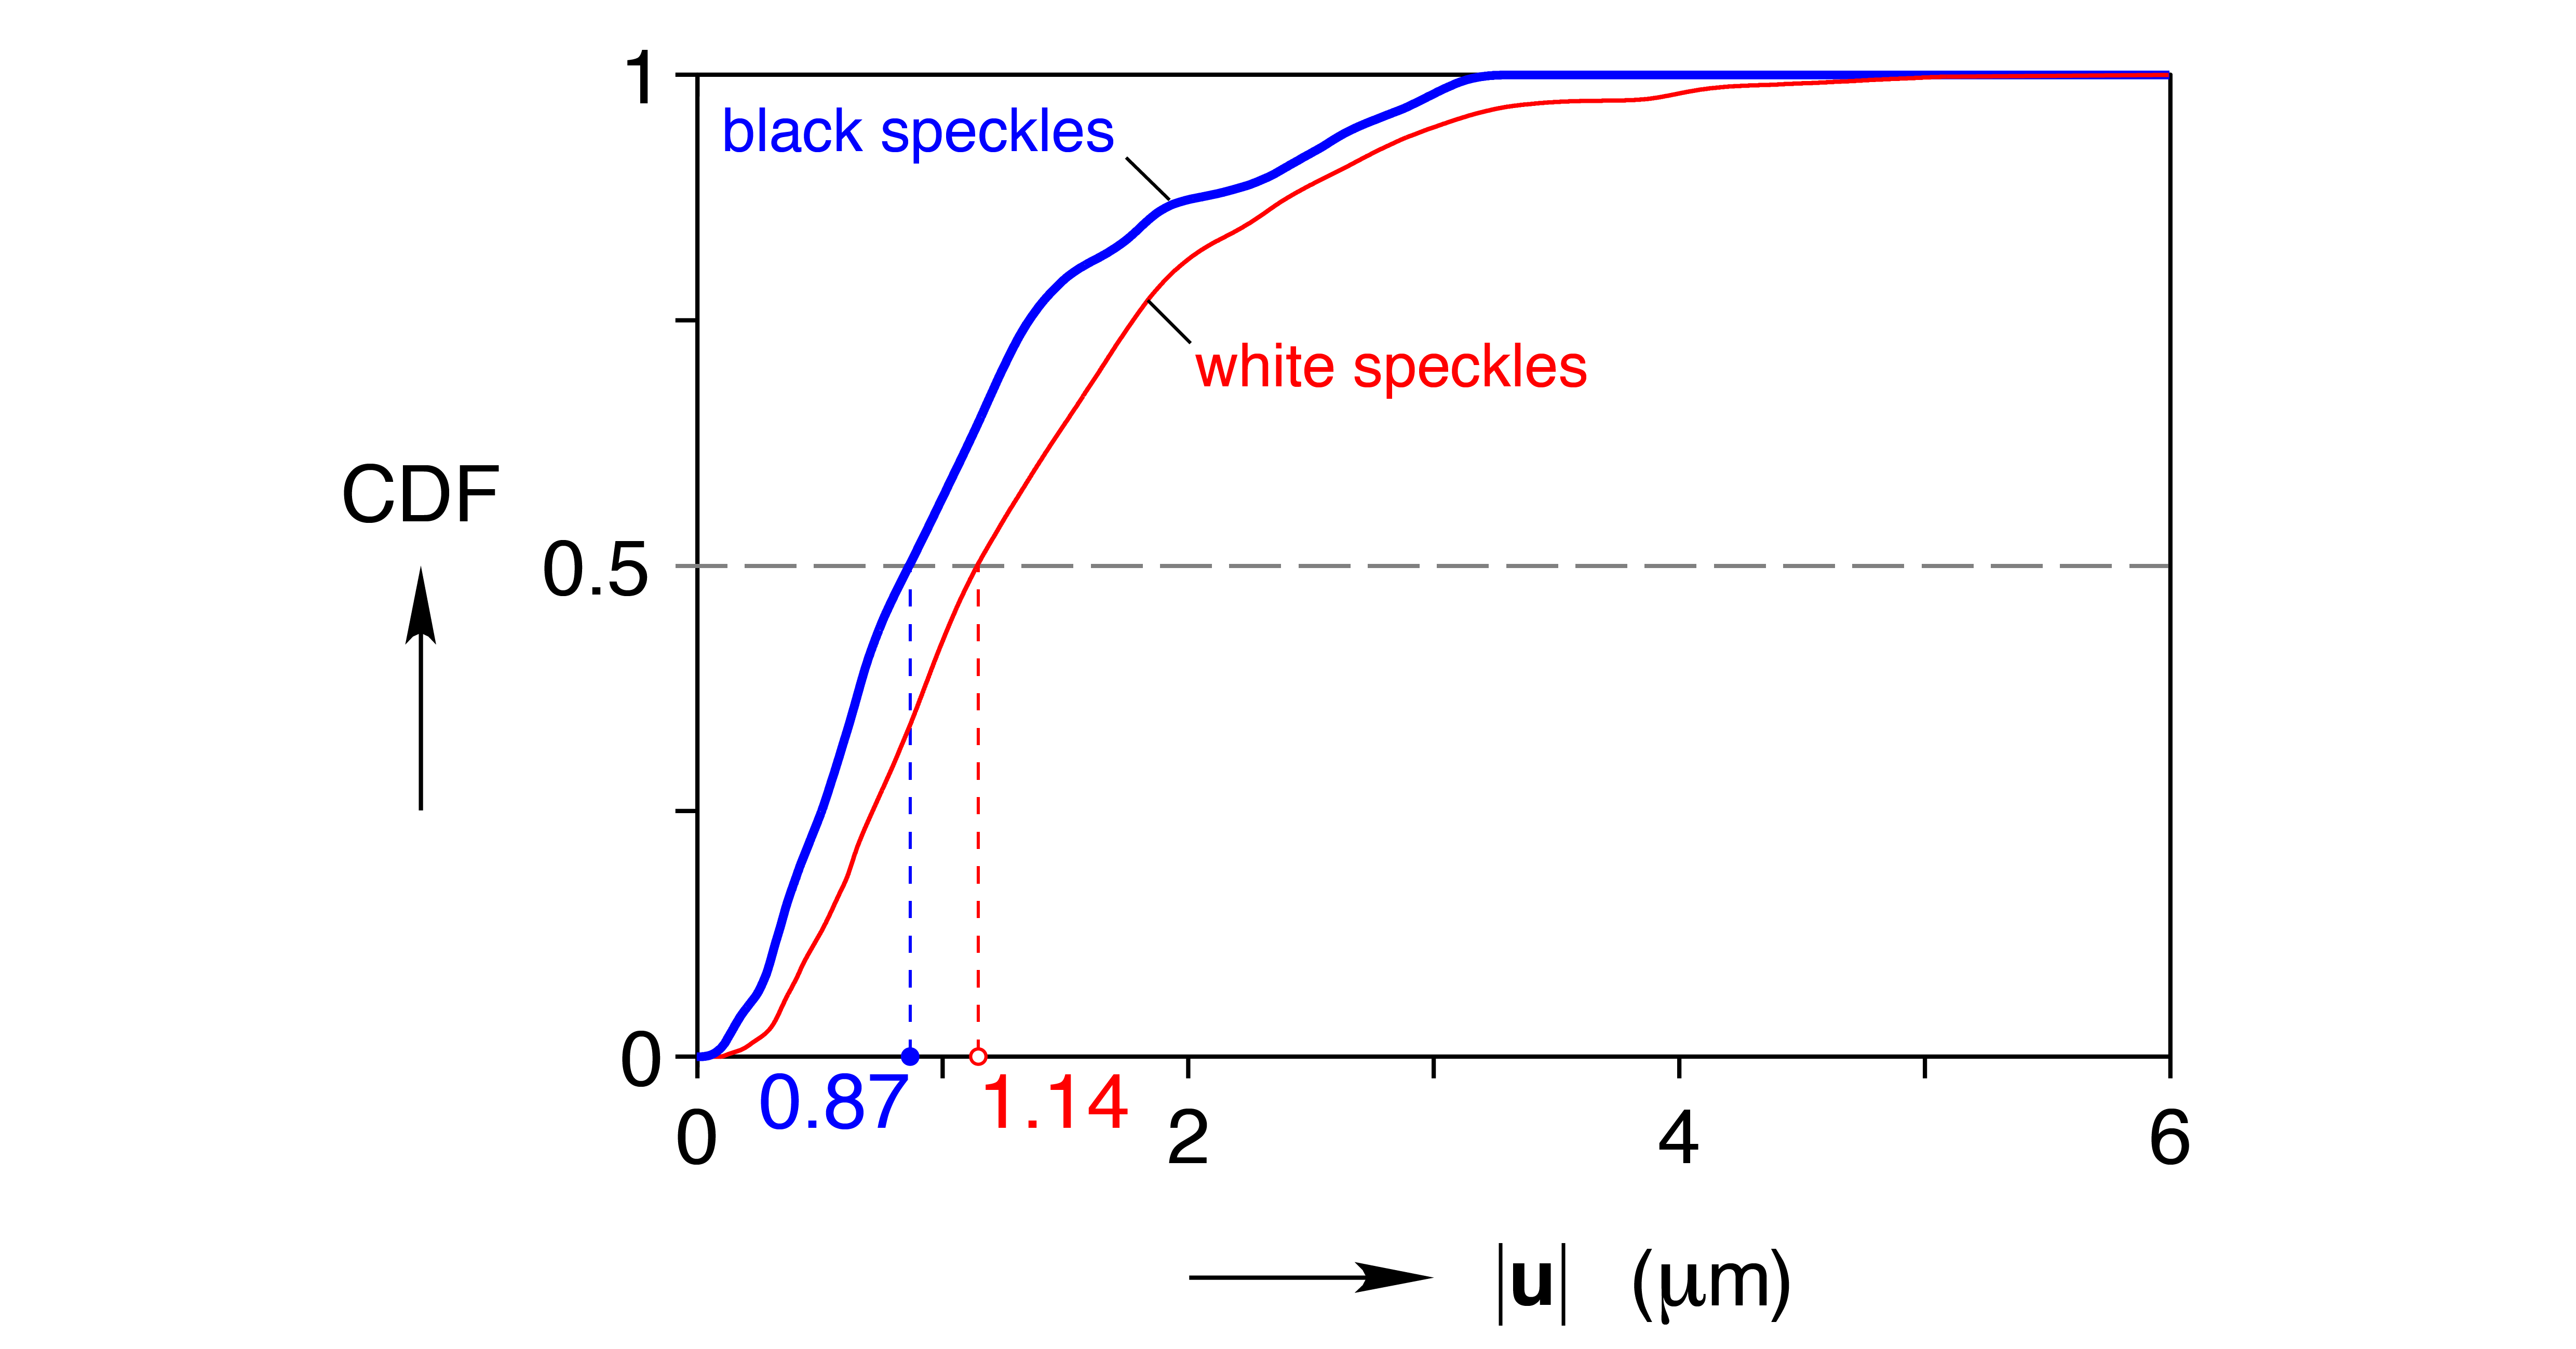 1
black speckles
white speckles
CDF
0.5
0
0.87 1.14
0 2 4 6
|u| (μm)